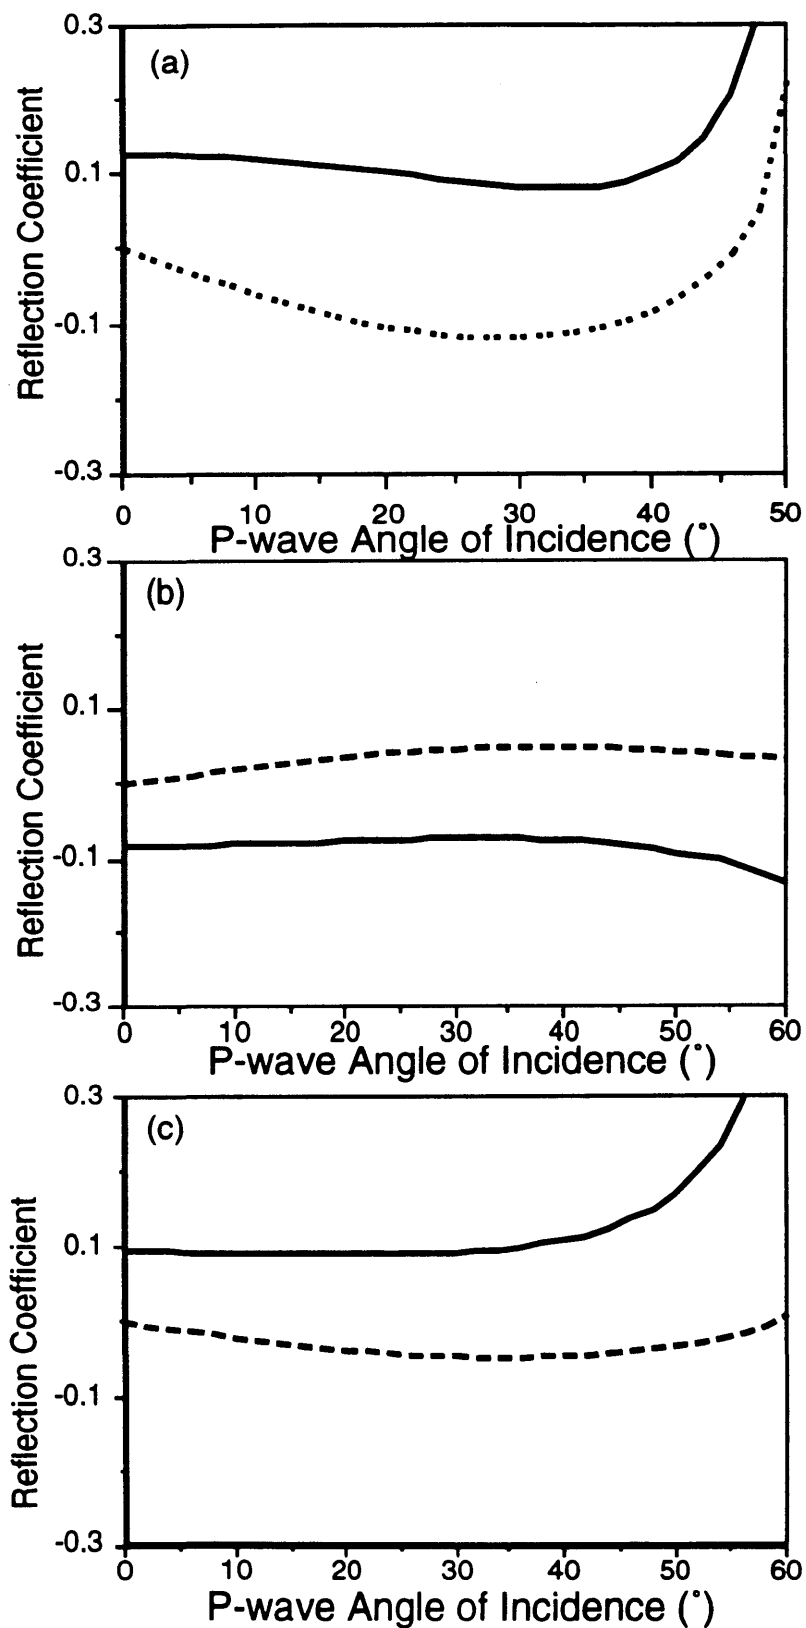 0.3
(a)
0.1
-0.1
-0.3
Reflection Coefficient
0 10 20 30 40 50
P-wave Angle of Incidence (°)
0.3
(b)
0.1
-0.1
-0.3
Reflection Coefficient
0 10 20 30 40 50 60
P-wave Angle of Incidence (°)
0.3
(c)
0.1
-0.1
-0.3
Reflection Coefficient
0 10 20 30 40 50 60
P-wave Angle of Incidence (°)